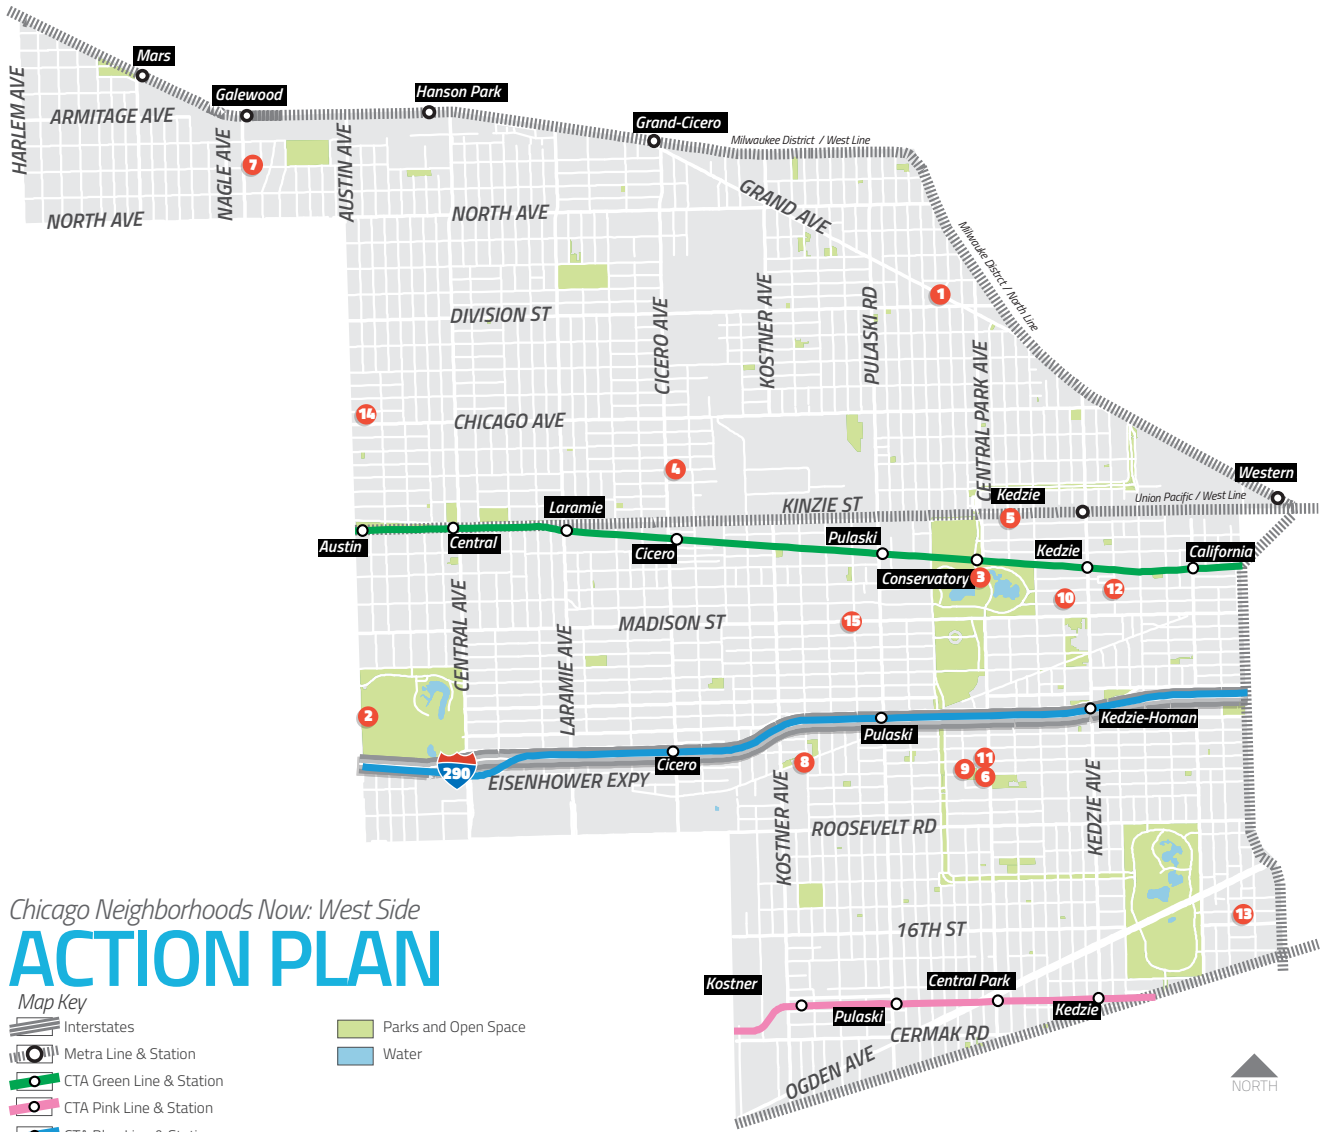 Mars
Galewood
Hanson Park
Grand-Cicero
HARLEM AVE
ARMITAGE AVE
NAGLE AVE
7
AUSTIN AVE
Milwaukee District / West Line
NORTH AVE
NORTH AVE
GRAND AVE
Milwauke Distrct / North Line
1
DIVISION ST
CICERO AVE
KOSTNER AVE
PULASKI RD
CENTRAL PARK AVE
14
CHICAGO AVE
4
Western
Kedzie
Union Pacific / West Line
KINZIE ST
5
Laramie
Austin
Central
Cicero
Pulaski
Conservatory
3
Kedzie
California
10
12
CENTRAL AVE
LARAMIE AVE
MADISON ST
15
2
Kedzie-Homan
Pulaski
290
EISENHOWER EXPY
Cicero
8
9
11
6
KOSTNER AVE
ROOSEVELT RD
KEDZIE AVE
13
16TH ST
Kostner
Pulaski
Central Park
Kedzie
CERMAK RD
OGDEN AVE
NORTH
Chicago Neighborhoods Now: West Side
ACTION PLAN
Map Key
Interstates
Metra Line & Station
CTA Green Line & Station
CTA Pink Line & Station
Parks and Open Space
Water